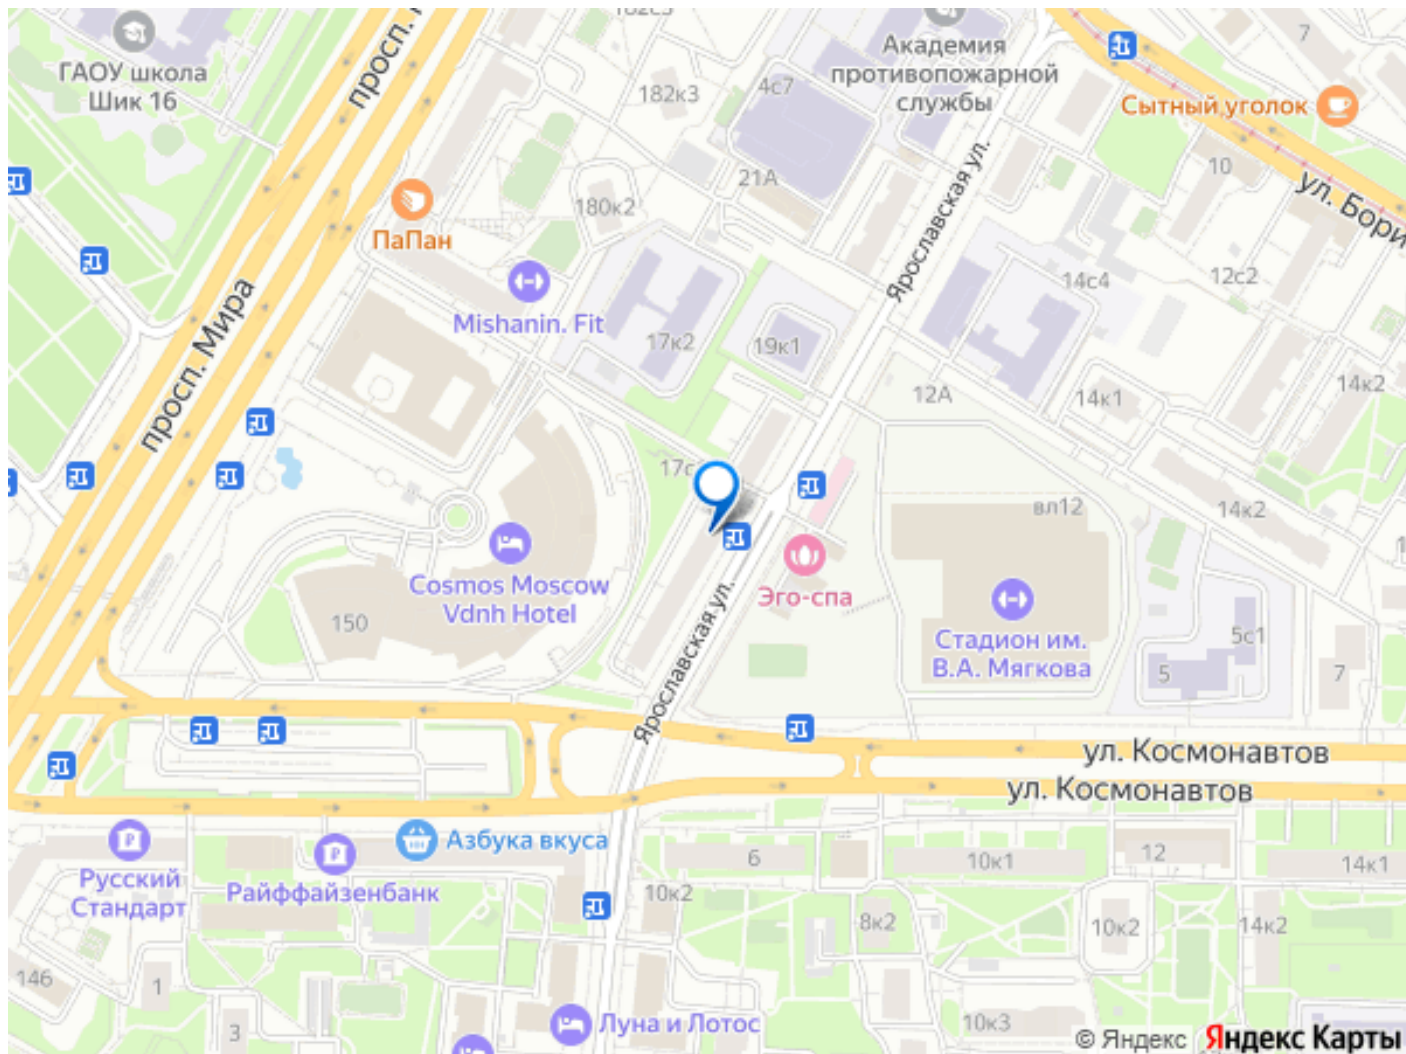 182с3
7
ГАОУ школа
Шик 16
просп.
182к3
4с7
Академия
противопожарной
службы
Сытный уголок
10
ул. Бори
21А
180к2
ПаПан
Ярославская ул.
14с4
12с2
просп. Мира
Mishanin. Fit
17к2
19к1
12А
14к1
14к2
вл12
14к2
Cosmos Moscow
Vdnh Hotel
150
Эго-спа
Ярославская ул.
Стадион им.
В.А. Мягкова
5с1
5
7
ул. Космонавтов
ул. Космонавтов
Русский
Стандарт
Райффайзенбанк
Азбука вкуса
6
10к1
12
14к1
10к2
8к2
10к2
14к2
146
1
3
Луна и Лотос
10к3
© Яндекс Яндекс Карты